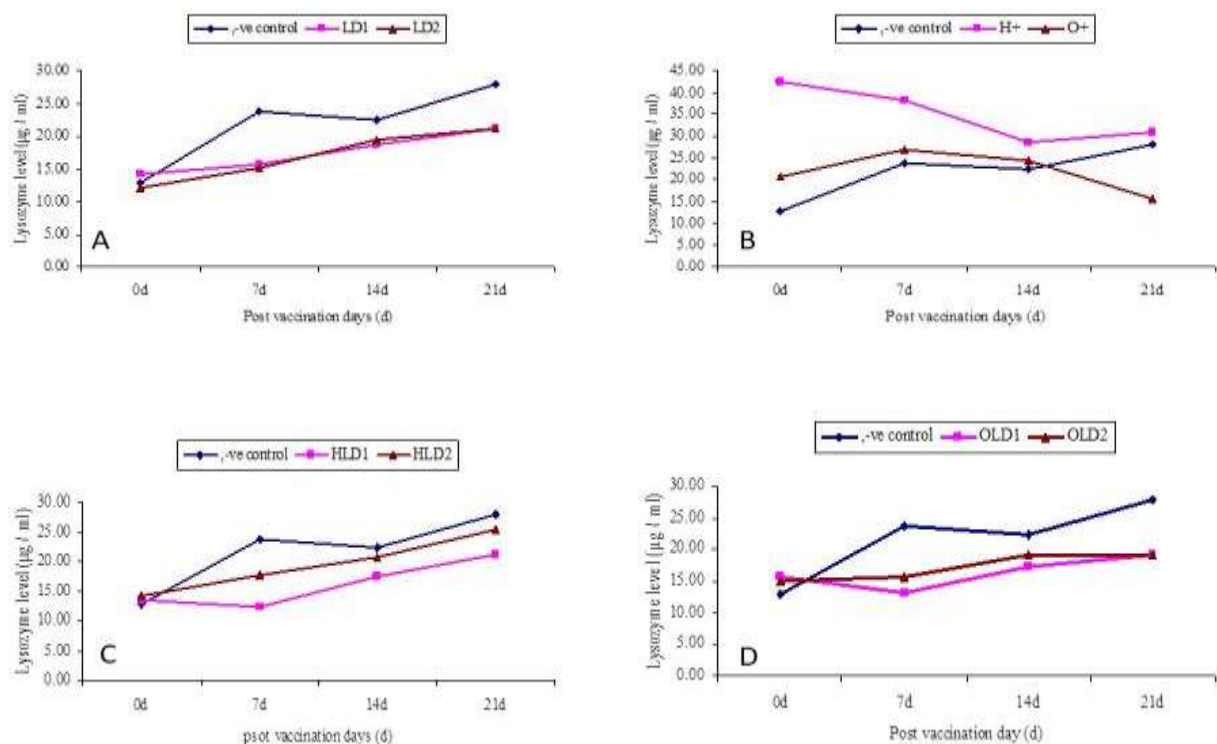 ,-ve control LD1 LD2
Lysozyme level (µg / ml)
30.00
25.00
20.00
15.00
10.00
5.00
0.00
A
0d 7d 14d 21d
Post vaccination days (d)
,-ve control H+ O+
Lysozyme level (µg / ml)
45.00
40.00
35.00
30.00
25.00
20.00
15.00
10.00
5.00
0.00
B
0d 7d 14d 21d
Post vaccination days (d)
,-ve control HLD1 HLD2
Lysozyme level (µg / ml)
30.00
25.00
20.00
15.00
10.00
5.00
0.00
C
0d 7d 14d 21d
psot vaccination days (d)
,-ve control OLD1 OLD2
Lysozyme level (µg / ml)
30.00
25.00
20.00
15.00
10.00
5.00
0.00
D
0d 7d 14d 21d
Post vaccination day (d)